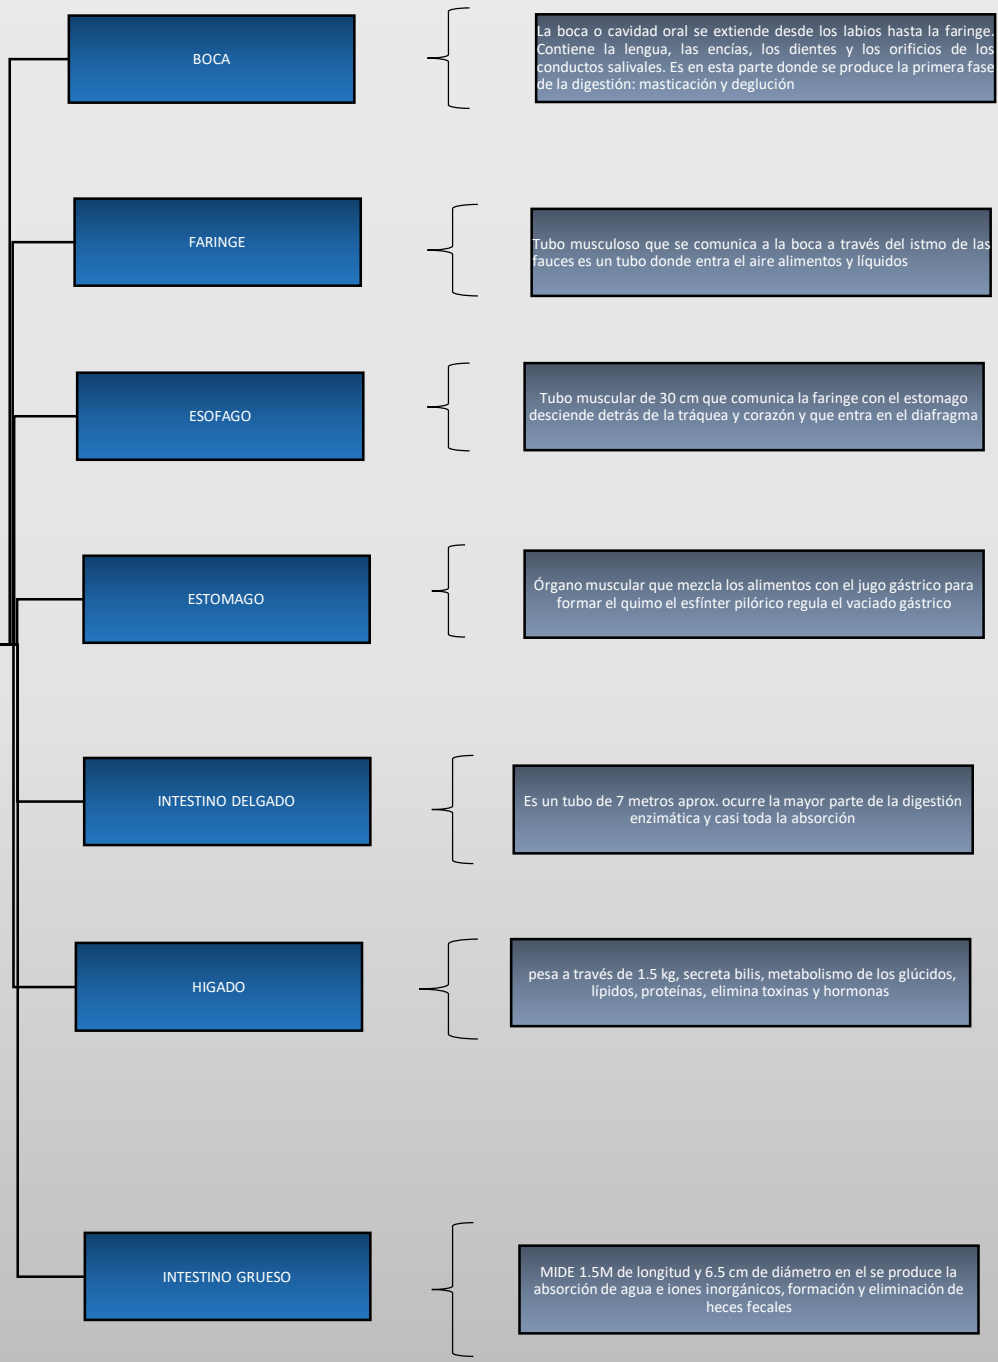 BOCA
La boca o cavidad oral se extiende desde los labios hasta la faringe.
Contiene la lengua, las encías, los dientes y los orificios de los
conductos salivales. Es en esta parte donde se produce la primera fase
de la digestión: masticación y deglución
FARINGE
Tubo musculoso que se comunica a la boca a través del istmo de las
fauces es un tubo donde entra el aire alimentos y líquidos
ESOFAGO
Tubo muscular de 30 cm que comunica la faringe con el estomago
desciende detrás de la tráquea y corazón y que entra en el diafragma
ESTOMAGO
Órgano muscular que mezcla los alimentos con el jugo gástrico para
formar el quimo el esfínter pilórico regula el vaciado gástrico
INTESTINO DELGADO
Es un tubo de 7 metros aprox. ocurre la mayor parte de la digestión
enzimática y casi toda la absorción
HIGADO
pesa a través de 1.5 kg, secreta bilis, metabolismo de los glúcidos,
lípidos, proteínas, elimina toxinas y hormonas
INTESTINO GRUESO
MIDE 1.5M de longitud y 6.5 cm de diámetro en el se produce la
absorción de agua e iones inorgánicos, formación y eliminación de
heces fecales